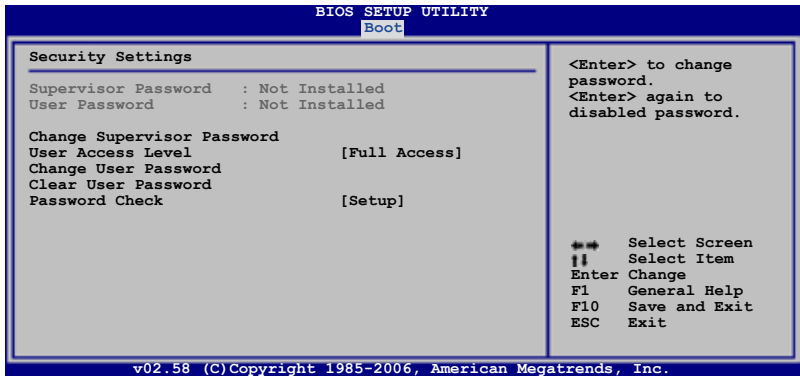 BIOS SETUP UTILITY
Boot
Security Settings
Supervisor Password : Not Installed
User Password : Not Installed
Change Supervisor Password
User Access Level [Full Access]
Change User Password
Clear User Password
Password Check [Setup]
<Enter> to change
password.
<Enter> again to
disabled password.
Select Screen
Select Item
Enter Change
F1 General Help
F10 Save and Exit
ESC Exit
v02.58 (C)Copyright 1985-2006, American Megatrends, Inc.